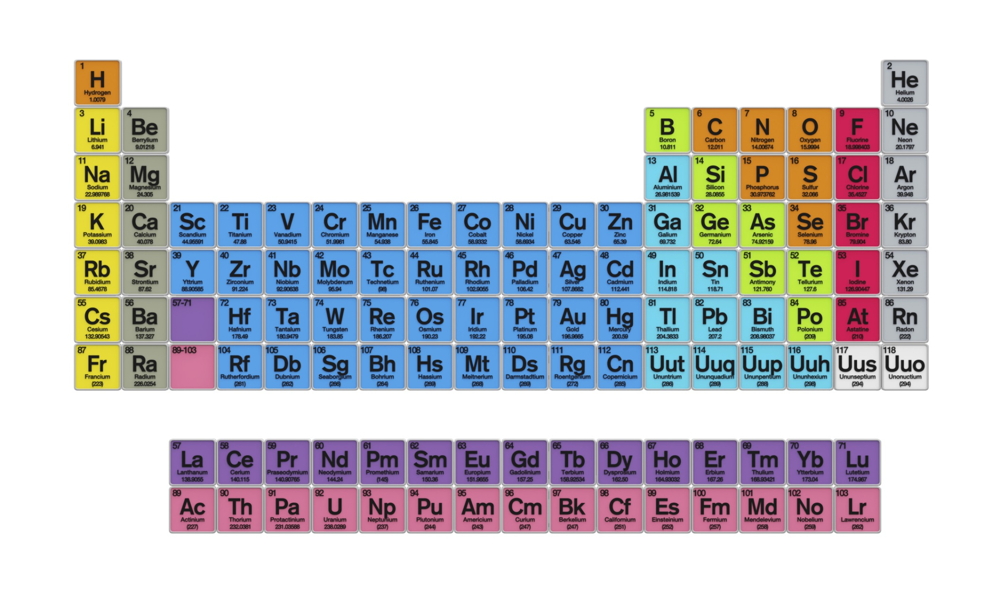 1
H
Hydrogen
1.0079
2
He
Helium
4.0026
3
Li
Lithium
6.941
4
Be
Berrylium
9.01218
5
B
Boron
10.811
6
C
Carbon
12.011
7
N
Nitrogen
14.00674
8
O
Oxygen
15.9994
9
F
Fluorine
18.998403
10
Ne
Neon
20.1797
11
Na
Sodium
22.989768
12
Mg
Magnesium
24.305
13
Al
Aluminium
26.981539
14
Si
Silicon
28.0855
15
P
Phosphorus
30.973762
16
S
Sulfur
32.066
17
Cl
Chlorine
35.4527
18
Ar
Argon
39.948
19
K
Potassium
39.0983
20
Ca
Calcium
40.078
21
Sc
Scandium
44.95591
22
Ti
Titanium
47.88
23
V
Vanadium
50.9415
24
Cr
Chromium
51.9961
25
Mn
Manganese
54.938
26
Fe
Iron
55.845
27
Co
Cobalt
58.9332
28
Ni
Nickel
58.6934
29
Cu
Copper
63.546
30
Zn
Zinc
65.39
31
Ga
Galium
69.732
32
Ge
Germanium
72.64
33
As
Arsenic
74.92159
34
Se
Selenium
78.96
35
Br
Bromine
79.904
36
Kr
Krypton
83.80
37
Rb
Rubidium
85.4678
38
Sr
Strontium
87.62
39
Y
Yttrium
88.90585
40
Zr
Zirconium
91.224
41
Nb
Niobium
92.90638
42
Mo
Molybdenum
95.94
43
Tc
Technetium
(98)
44
Ru
Ruthenium
101.07
45
Rh
Rhodium
102.9055
46
Pd
Palladium
106.42
47
Ag
Silver
107.8682
48
Cd
Cadmium
112.441
49
In
Indium
114.818
50
Sn
Tin
118.71
51
Sb
Antimony
121.760
52
Te
Tellurium
127.6
53
I
Iodine
126.90447
54
Xe
Xenon
131.29
55
Cs
Cesium
132.90543
56
Ba
Barium
137.327
57-71
72
Hf
Hafnium
178.49
73
Ta
Tantalum
180.9479
74
W
Tungsten
183.85
75
Re
Rhenium
186.207
76
Os
Osmium
190.23
77
Ir
Iridium
192.22
78
Pt
Platinum
195.08
79
Au
Gold
196.9665
80
Hg
Mercury
200.59
81
Tl
Thallium
204.3833
82
Pb
Lead
207.2
83
Bi
Bismuth
208.98037
84
Po
Polonium
(209)
85
At
Astatine
(210)
86
Rn
Radon
(222)
87
Fr
Francium
(223)
88
Ra
Radium
226.0254
89-103
104
Rf
Rutherfordium
(261)
105
Db
Dubnium
(262)
106
Sg
Seaborgium
(266)
107
Bh
Bohrium
(264)
108
Hs
Hassium
(269)
109
Mt
Meitnerium
(268)
110
Ds
Darmstadtium
(269)
111
Rg
Roentgenium
(272)
112
Cn
Copernicium
(285)
113
Uut
Ununtrium
(286)
114
Uuq
Ununquadium
(289)
115
Uup
Ununpentium
(288)
116
Uuh
Ununhexium
(298)
117
Uus
Ununseptium
(294)
118
Uuo
Unonuctium
(294)
57
La
Lanthanum
138.9055
58
Ce
Cerium
140.115
59
Pr
Praseodymium
140.90765
60
Nd
Neodymium
144.24
61
Pm
Promethium
(145)
62
Sm
Samarium
150.36
63
Eu
Europium
151.9655
64
Gd
Gadolinium
157.25
65
Tb
Terbium
158.92534
66
Dy
Dysprosium
162.50
67
Ho
Holmium
164.93032
68
Er
Erbium
167.26
69
Tm
Thulium
168.93421
70
Yb
Ytterbium
173.04
71
Lu
Lutetium
174.967
89
Ac
Actinium
(227)
90
Th
Thorium
232.0381
91
Pa
Protactinium
231.03588
92
U
Uranium
238.0289
93
Np
Neptunium
(237)
94
Pu
Plutonium
(244)
95
Am
Americium
(243)
96
Cm
Curium
(247)
97
Bk
Berkelium
(247)
98
Cf
Californium
(251)
99
Es
Einsteinium
(252)
100
Fm
Fermium
(257)
101
Md
Mendelevium
(258)
102
No
Nobelium
(259)
103
Lr
Lawrencium
(262)